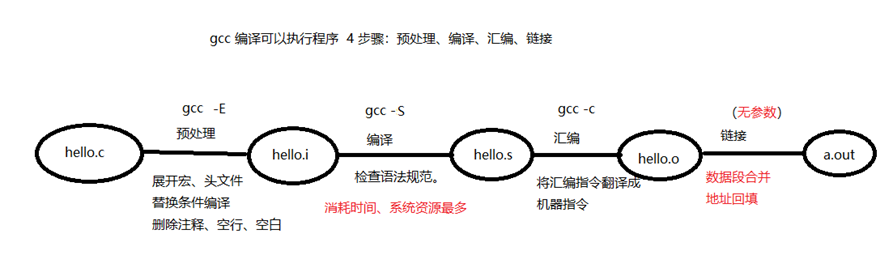 gcc 编译可以执行程序 4 步骤：预处理、编译、汇编、链接
gcc -E
gcc -S
gcc -c
（无参数）
预处理
编译
汇编
链接
hello.c
hello.i
hello.s
hello.o
a.out
展开宏、头文件
替换条件编译
删除注释、空行、空白
检查语法规范。
消耗时间、系统资源最多
将汇编指令翻译成
机器指令
数据段合并
地址回填